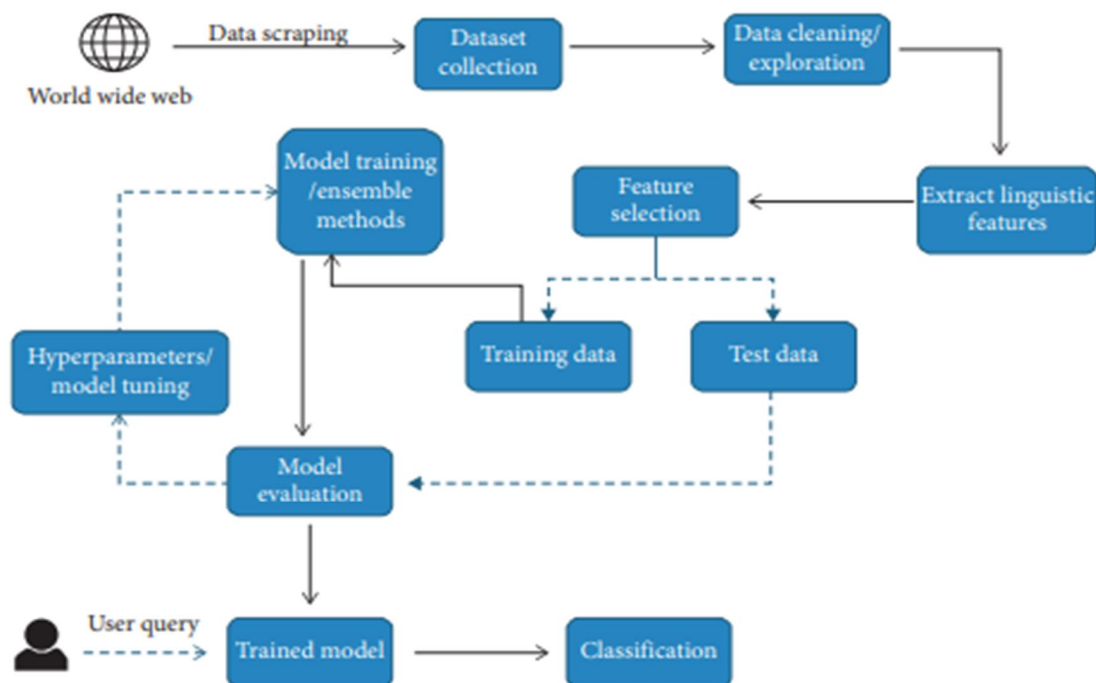 Data scraping
World wide web
Dataset
collection
Data cleaning/
exploration
Model training
/ensemble
methods
Feature
selection
Extract linguistic
features
Hyperparameters/
model tuning
Training data
Test data
Model
evaluation
User query
Trained model
Classification